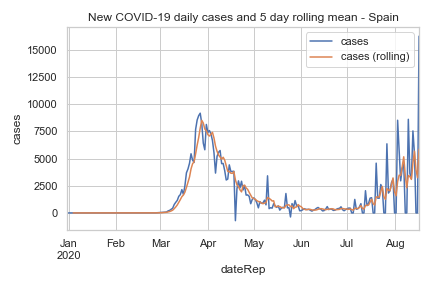 New COVID-19 daily cases and 5 day rolling mean - Spain
cases
cases (rolling)
15000
12500
10000
7500
5000
2500
0
cases
Jan Feb Mar Apr May Jun Jul Aug
2020
dateRep